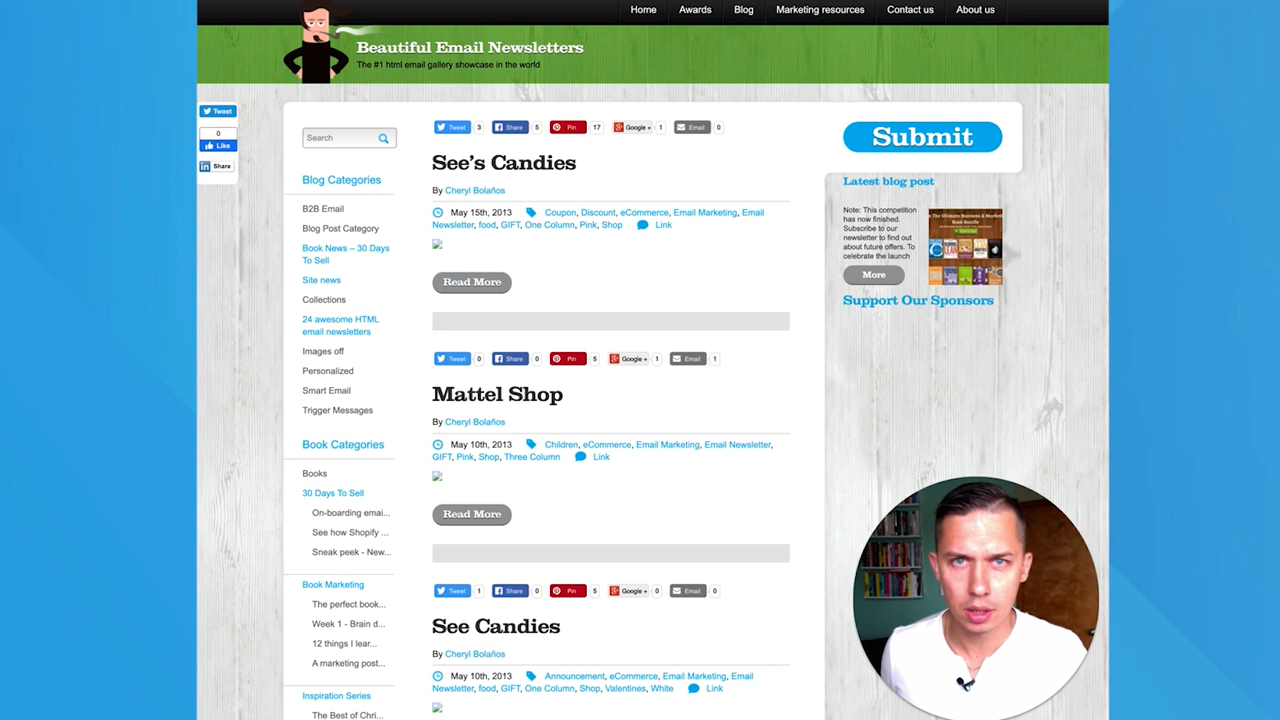 Home Awards Blog Marketing resources Contact us About us
Beautiful Email Newsletters
The #1 html email gallery showcase in the world
Tweet
0
Like
Share
Search
Blog Categories
B2B Email
Blog Post Category
Book News – 30 Days
To Sell
Site news
Collections
24 awesome HTML
email newsletters
Images off
Personalized
Smart Email
Trigger Messages
Book Categories
Books
30 Days To Sell
On-boarding emai...
See how Shopify ...
Sneak peek - New...
Book Marketing
The perfect book...
Week 1 - Brain d...
12 things I lear...
A marketing post...
Inspiration Series
The Best of Chri...
Tweet 3 Share 5 Pin 17 Google + 1 Email 0
See's Candies
By Cheryl Bolaños
May 15th, 2013 Coupon, Discount, eCommerce, Email Marketing, Email
Newsletter, food, GIFT, One Column, Pink, Shop Link
Read More
Tweet 0 Share 0 Pin 5 Google + 1 Email 1
Mattel Shop
By Cheryl Bolaños
May 10th, 2013 Children, eCommerce, Email Marketing, Email Newsletter,
GIFT, Pink, Shop, Three Column Link
Read More
Tweet 1 Share 0 Pin 5 Google + 0 Email 0
See Candies
By Cheryl Bolaños
May 10th, 2013 Announcement, eCommerce, Email Marketing, Email
Newsletter, food, GIFT, One Column, Shop, Valentines, White Link
Submit
Latest blog post
Note: This competition
has now finished.
Subscribe to our
newsletter to find out
about future offers. To
celebrate the launch
More
The Ultimate Business & Market
Book Bundle
Support Our Sponsors